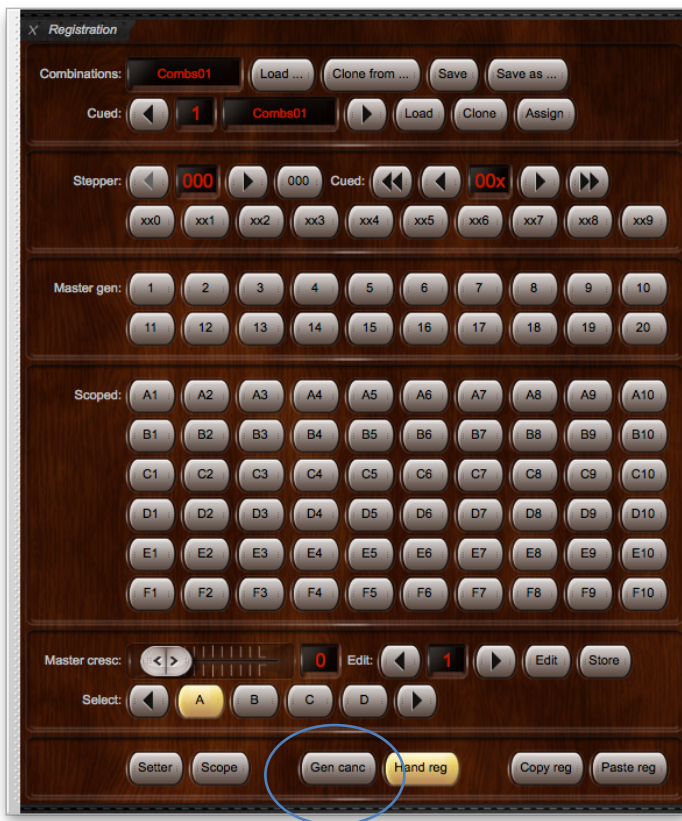 X Registration
Combinations: Combs01 Load ... Clone from ... Save Save as ...
Cued: 1 Combs01 Load Clone Assign
Stepper: 000 000 Cued: 00x
xx0 xx1 xx2 xx3 xx4 xx5 xx6 xx7 xx8 xx9
Master gen: 1 2 3 4 5 6 7 8 9 10
11 12 13 14 15 16 17 18 19 20
Scoped: A1 A2 A3 A4 A5 A6 A7 A8 A9 A10
B1 B2 B3 B4 B5 B6 B7 B8 B9 B10
C1 C2 C3 C4 C5 C6 C7 C8 C9 C10
D1 D2 D3 D4 D5 D6 D7 D8 D9 D10
E1 E2 E3 E4 E5 E6 E7 E8 E9 E10
F1 F2 F3 F4 F5 F6 F7 F8 F9 F10
Master cresc: < > 0 Edit: 1 Edit Store
Select: A B C D
Setter Scope Gen canc Hand reg Copy reg Paste reg